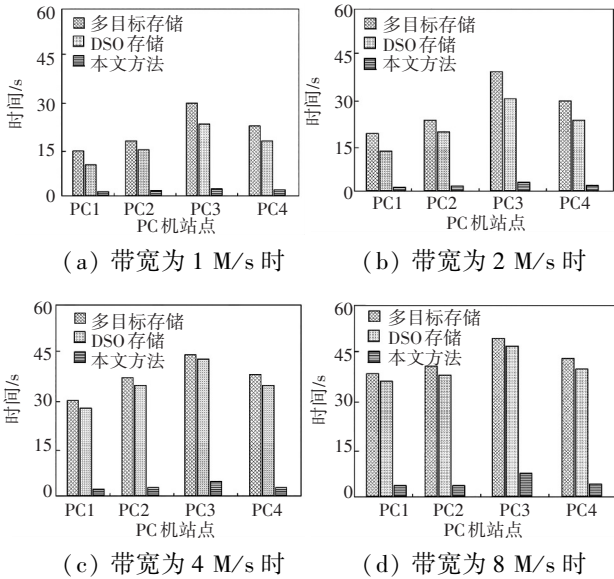 60
45
30
15
0
时间/s
多目标存储
DSO存储
本文方法
PC1 PC2 PC3 PC4
PC机站点
(a) 带宽为 1 M/s 时
60
45
30
15
0
时间/s
多目标存储
DSO存储
本文方法
PC1 PC2 PC3 PC4
PC机站点
(b) 带宽为 2 M/s 时
60
45
30
15
0
时间/s
多目标存储
DSO存储
本文方法
PC1 PC2 PC3 PC4
PC机站点
(c) 带宽为 4 M/s 时
60
45
30
15
0
时间/s
多目标存储
DSO存储
本文方法
PC1 PC2 PC3 PC4
PC机站点
(d) 带宽为 8 M/s 时